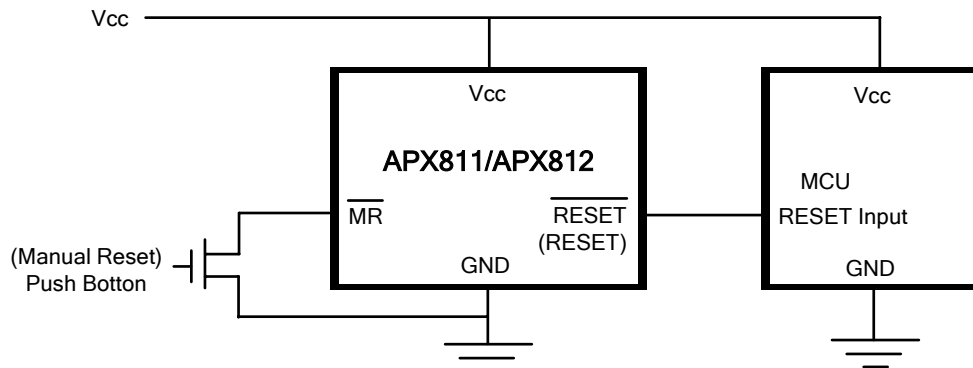 Vcc
Vcc
Vcc
APX811/APX812
MCU
MR
RESET
(RESET)
RESET Input
(Manual Reset)
Push Botton
GND
GND